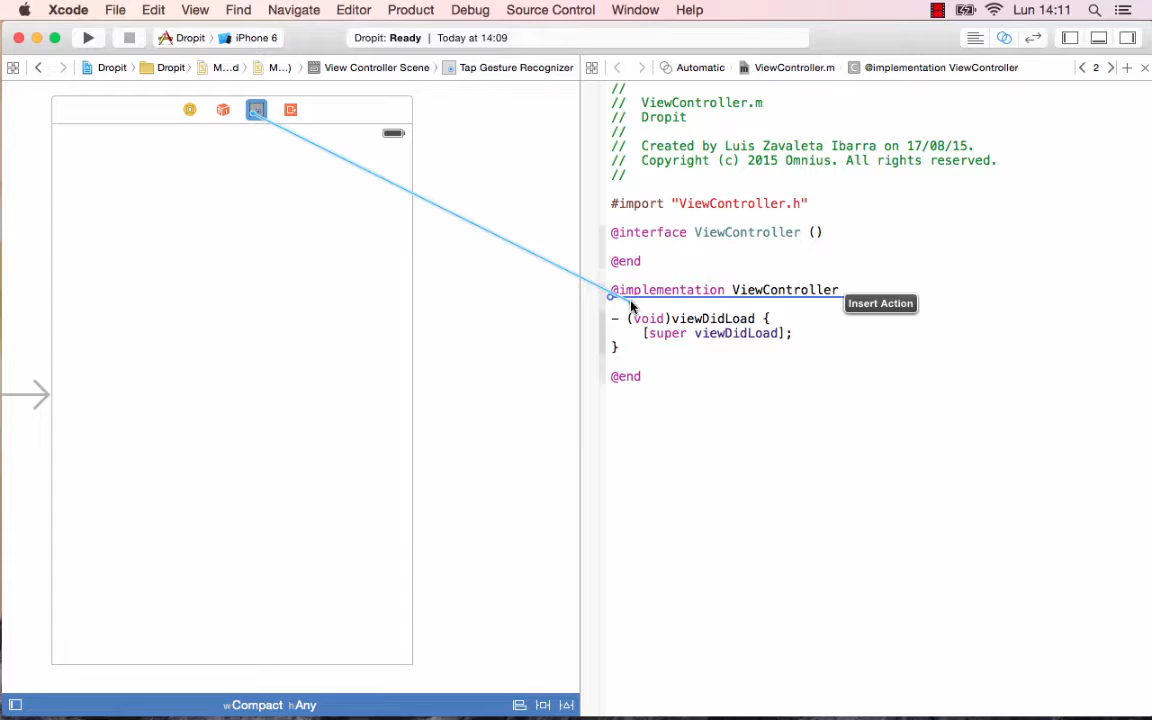 Xcode File Edit View Find Navigate Editor Product Debug Source Control Window Help Lun 14:11
Dropit iPhone 6 Dropit: Ready | Today at 14:09
Dropit Dropit M...d M...) View Controller Scene Tap Gesture Recognizer
Automatic ViewController.m C @implementation ViewController 2
//
// ViewController.m
// Dropit
//
// Created by Luis Zavaleta Ibarra on 17/08/15.
// Copyright (c) 2015 Omnius. All rights reserved.
//
#import "ViewController.h"
@interface ViewController ()
@end
@implementation ViewController
Insert Action
- (void)viewDidLoad {
[super viewDidLoad];
}
@end
wCompact hAny